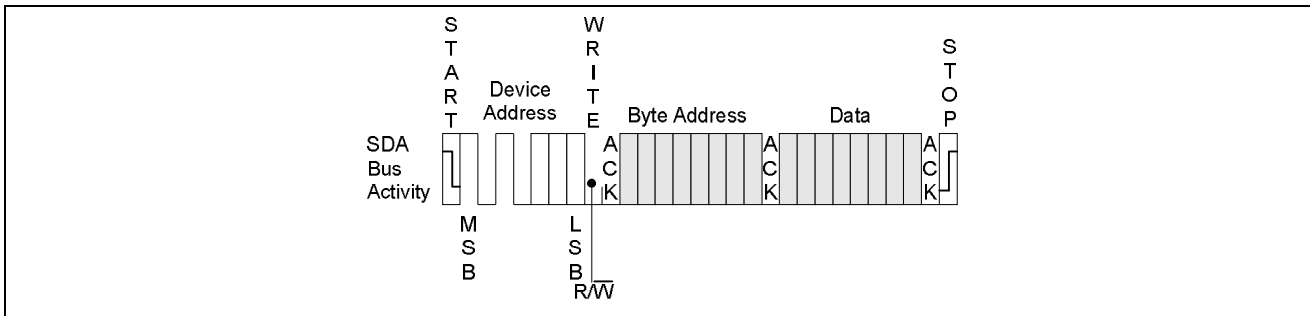 START
WRITE
STOP
Device
Address
Byte Address
Data
SDA
Bus
Activity
ACK
ACK
ACK
MSB
LSB
R/W̅